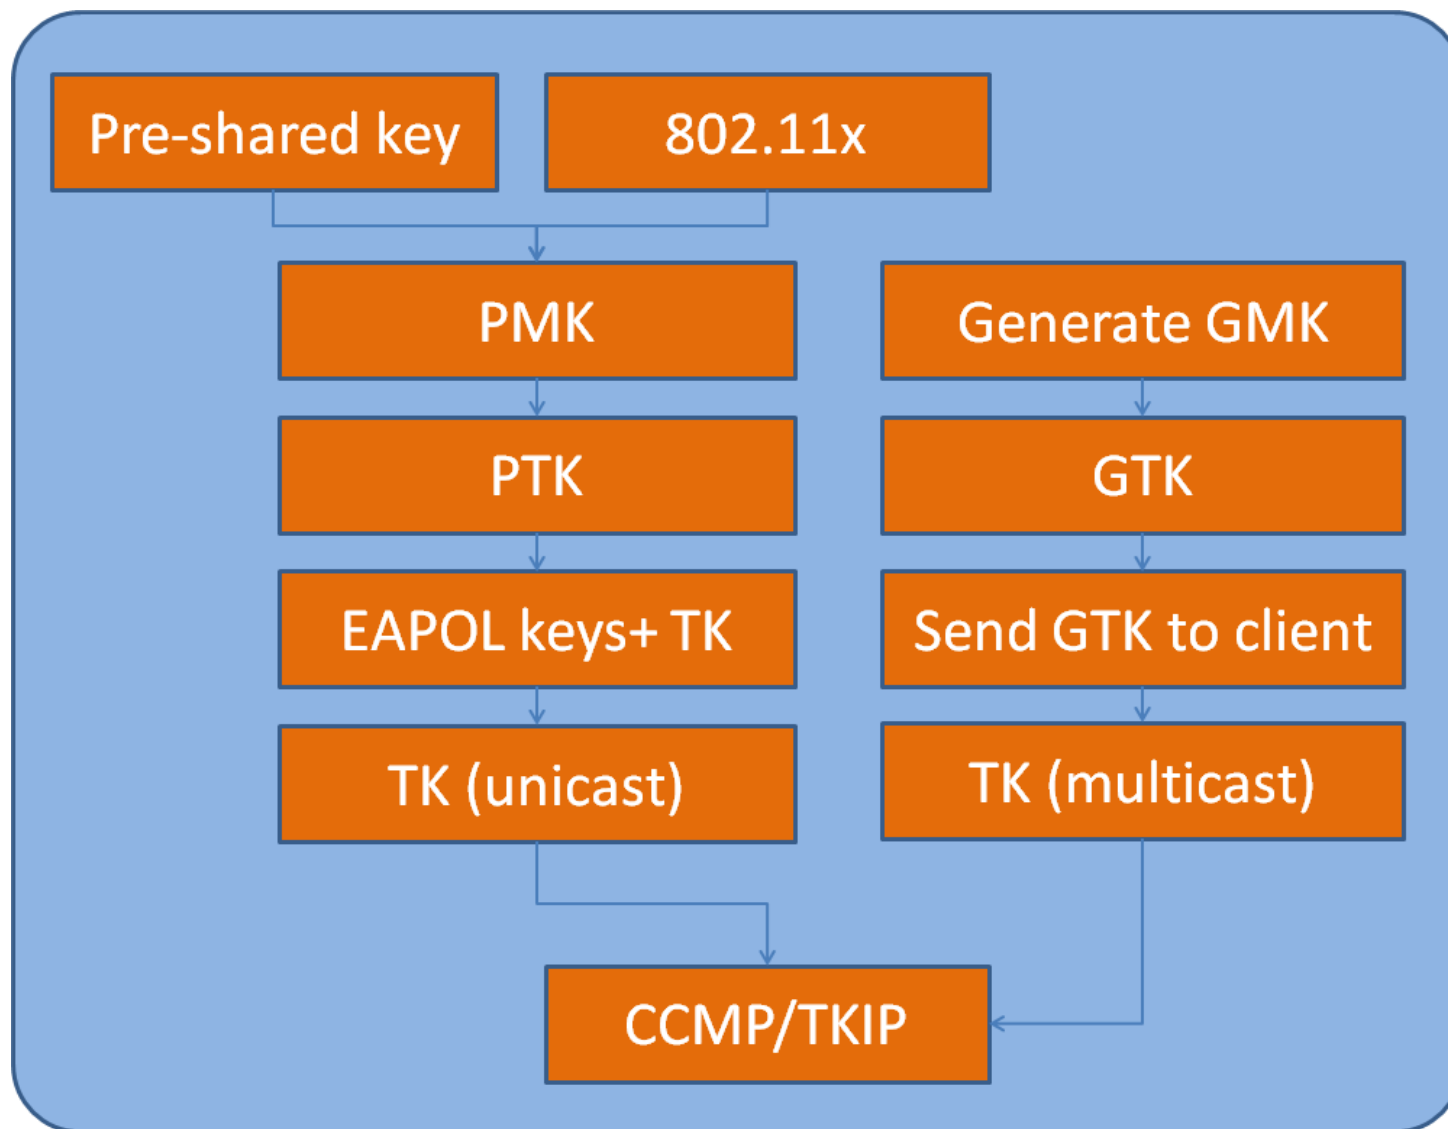 Pre-shared key
802.11x
PMK
Generate GMK
PTK
GTK
EAPOL keys+ TK
Send GTK to client
TK (unicast)
TK (multicast)
CCMP/TKIP